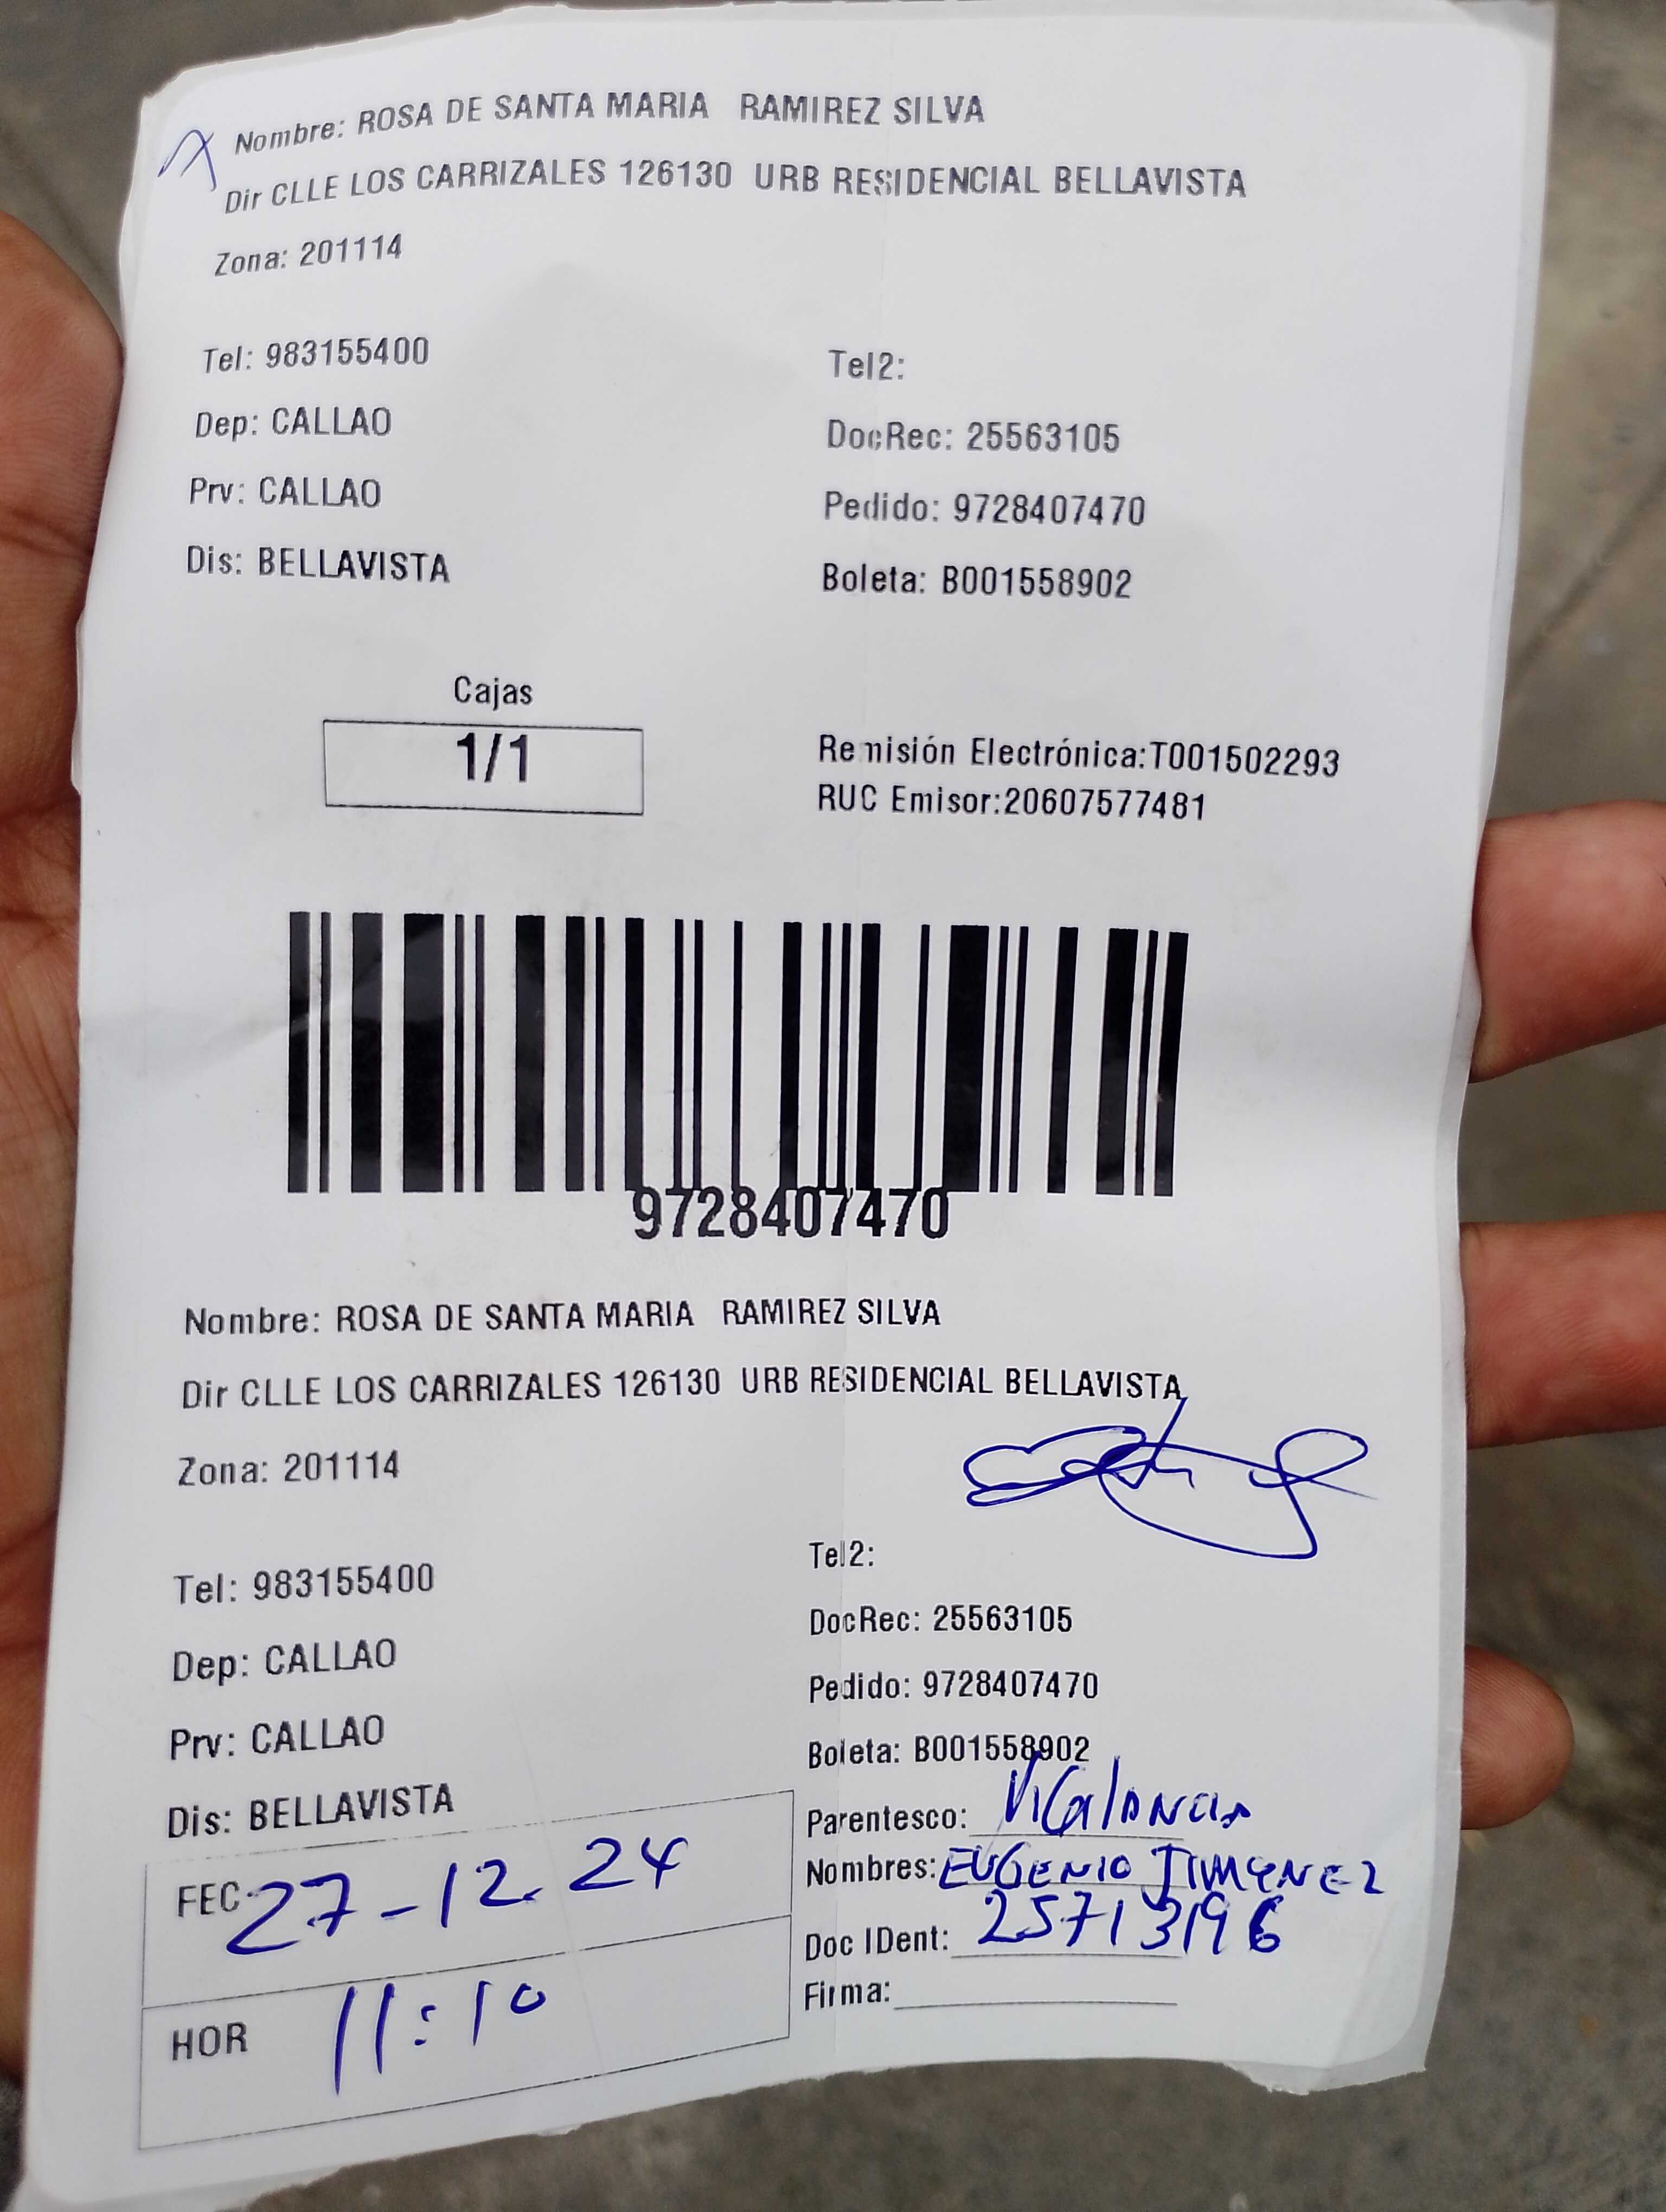 Nombre: ROSA DE SANTA MARIA RAMIREZ SILVA
Dir CLLE LOS CARRIZALES 126130 URB RESIDENCIAL BELLAVISTA
Zona: 201114
Tel: 983155400
Tel2:
Dep: CALLAO
DocRec: 25563105
Prv: CALLAO
Pedido: 9728407470
Dis: BELLAVISTA
Boleta: B001558902
Cajas
1/1
Remisión Electrónica:T001502293
RUC Emisor:20607577481
9728407470
Nombre: ROSA DE SANTA MARIA RAMIREZ SILVA
Dir CLLE LOS CARRIZALES 126130 URB RESIDENCIAL BELLAVISTA
Zona: 201114
Tel: 983155400
Tel2:
Dep: CALLAO
DocRec: 25563105
Prv: CALLAO
Pedido: 9728407470
Dis: BELLAVISTA
Boleta: B001558902
Parentesco: Vigilancia
Nombres: EUGENIO JIMENEZ
Doc IDent: 25713196
Firma:
FEC 27-12.24
HOR 11:10